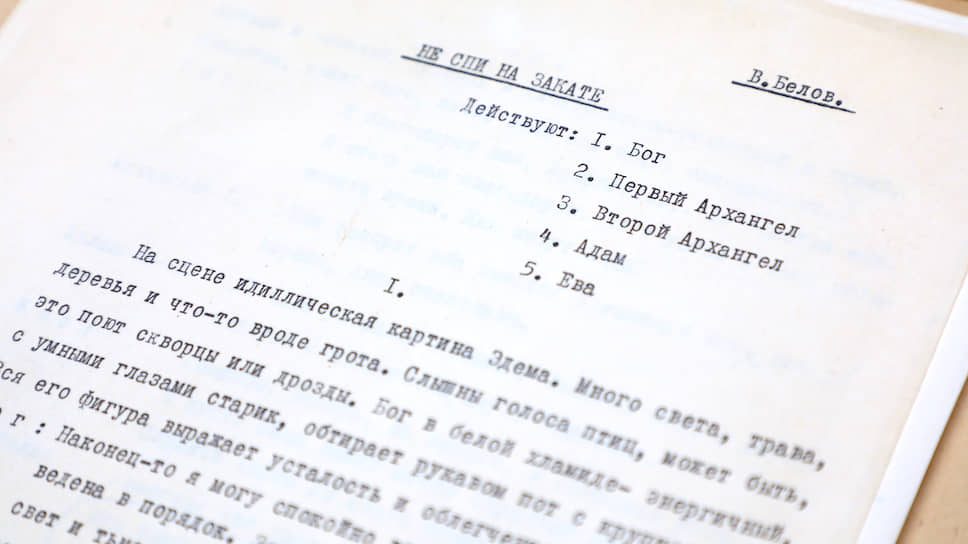 НЕ СПИ НА ЗАКАТЕ
В.Белов.
Действуют: I. Бог
2. Первый Архангел
3. Второй Архангел
4. Адам
5. Ева
I.
На сцене идиллическая картина Эдема. Много света, трава,
деревья и что-то вроде грота. Слышны голоса птиц, может быть,
это поют скворцы или дрозды. Бог в белой хламиде- энергичный,
с умными глазами старик, обтирает рукавом пот с
его фигура выражает усталость и
г : Наконец-то я могу спокойно
ведена в порядок.
свет и